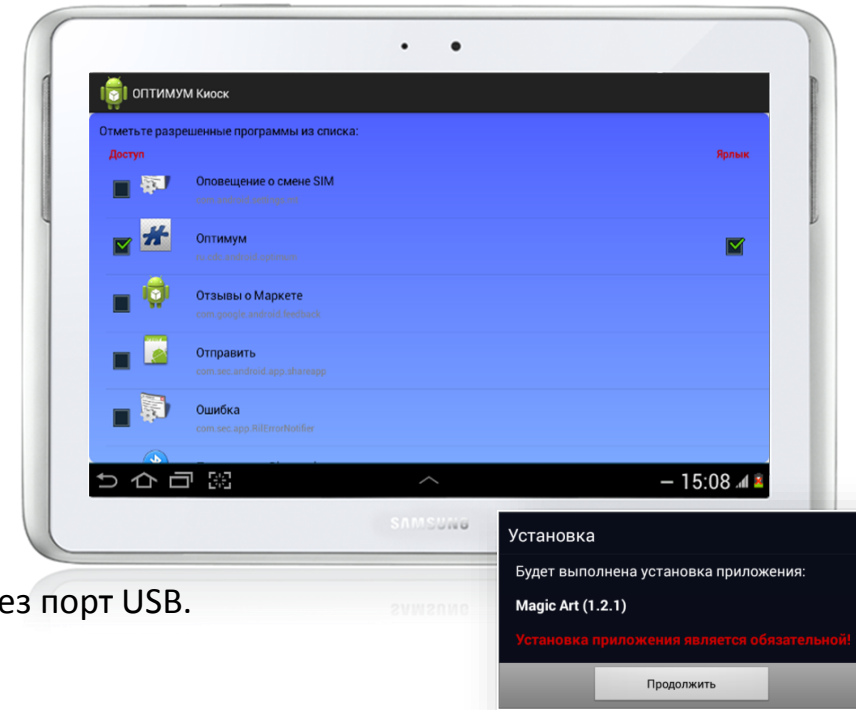 ОПТИМУМ Киоск
Отметьте разрешенные программы из списка:
Доступ Ярлык
Оповещение о смене SIM
Оптимум
Отзывы о Маркете
com.google.android.feedback
Отправить
com.sec.android.app.shareapp
Ошибка
com.sec.app.RilErrorNotifier
– 15:08
SAMSUNG
Установка
Будет выполнена установка приложения:
Magic Art (1.2.1)
Установка приложения является обязательной!
Продолжить
ез порт USB.